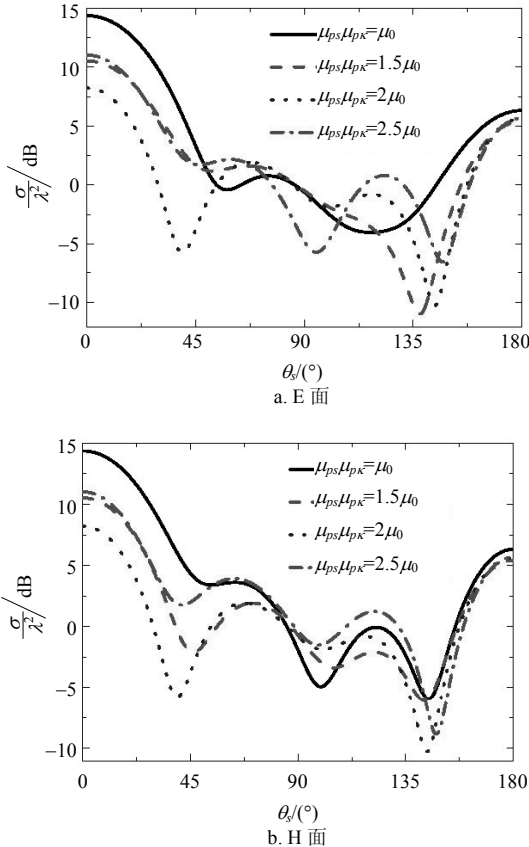 15
10
5
0
−5
−10
σ/λ²/dB
μpsμpκ=μ0
μpsμpκ=1.5μ0
μpsμpκ=2μ0
μpsμpκ=2.5μ0
0 45 90 135 180
θs/(°)
a. E 面
15
10
5
0
−5
−10
σ/λ²/dB
μpsμpκ=μ0
μpsμpκ=1.5μ0
μpsμpκ=2μ0
μpsμpκ=2.5μ0
0 45 90 135 180
θs/(°)
b. H 面